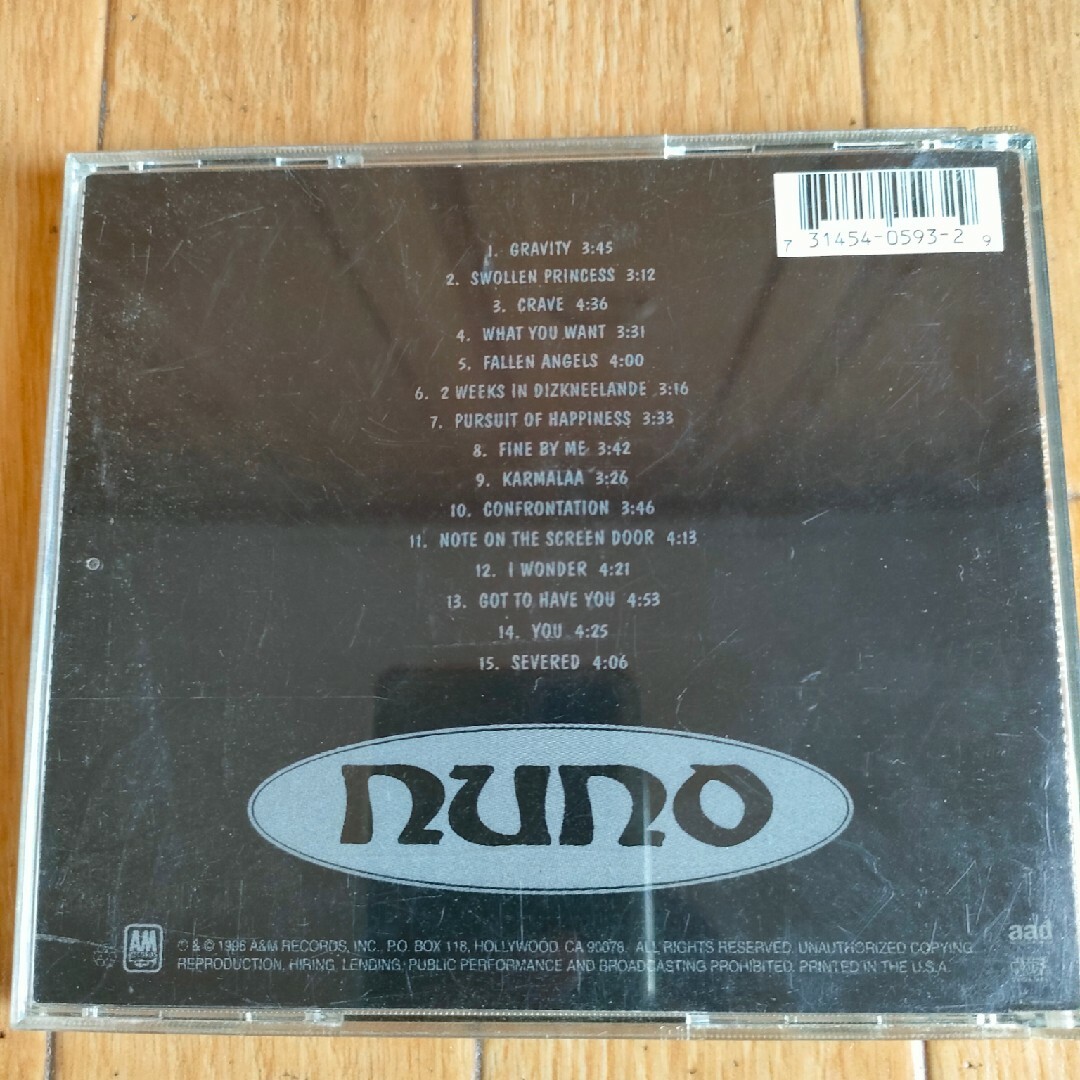 7 31454-0593-2 9
1. GRAVITY 3:45
2. SWOLLEN PRINCESS 3:12
3. CRAVE 4:36
4. WHAT YOU WANT 3:31
5. FALLEN ANGELS 4:00
6. 2 WEEKS IN DIZKNEELANDE 3:16
7. PURSUIT OF HAPPINESS 3:33
8. FINE BY ME 3:42
9. KARMALAA 3:26
10. CONFRONTATION 3:46
11. NOTE ON THE SCREEN DOOR 4:13
12. I WONDER 4:21
13. GOT TO HAVE YOU 4:53
14. YOU 4:25
15. SEVERED 4:06
nuno
AM
aad
℗ & © 1996 A&M RECORDS, INC., P.O. BOX 118, HOLLYWOOD, CA 90078. ALL RIGHTS RESERVED. UNAUTHORIZED COPYING,
REPRODUCTION, HIRING, LENDING, PUBLIC PERFORMANCE AND BROADCASTING PROHIBITED. PRINTED IN THE U.S.A.